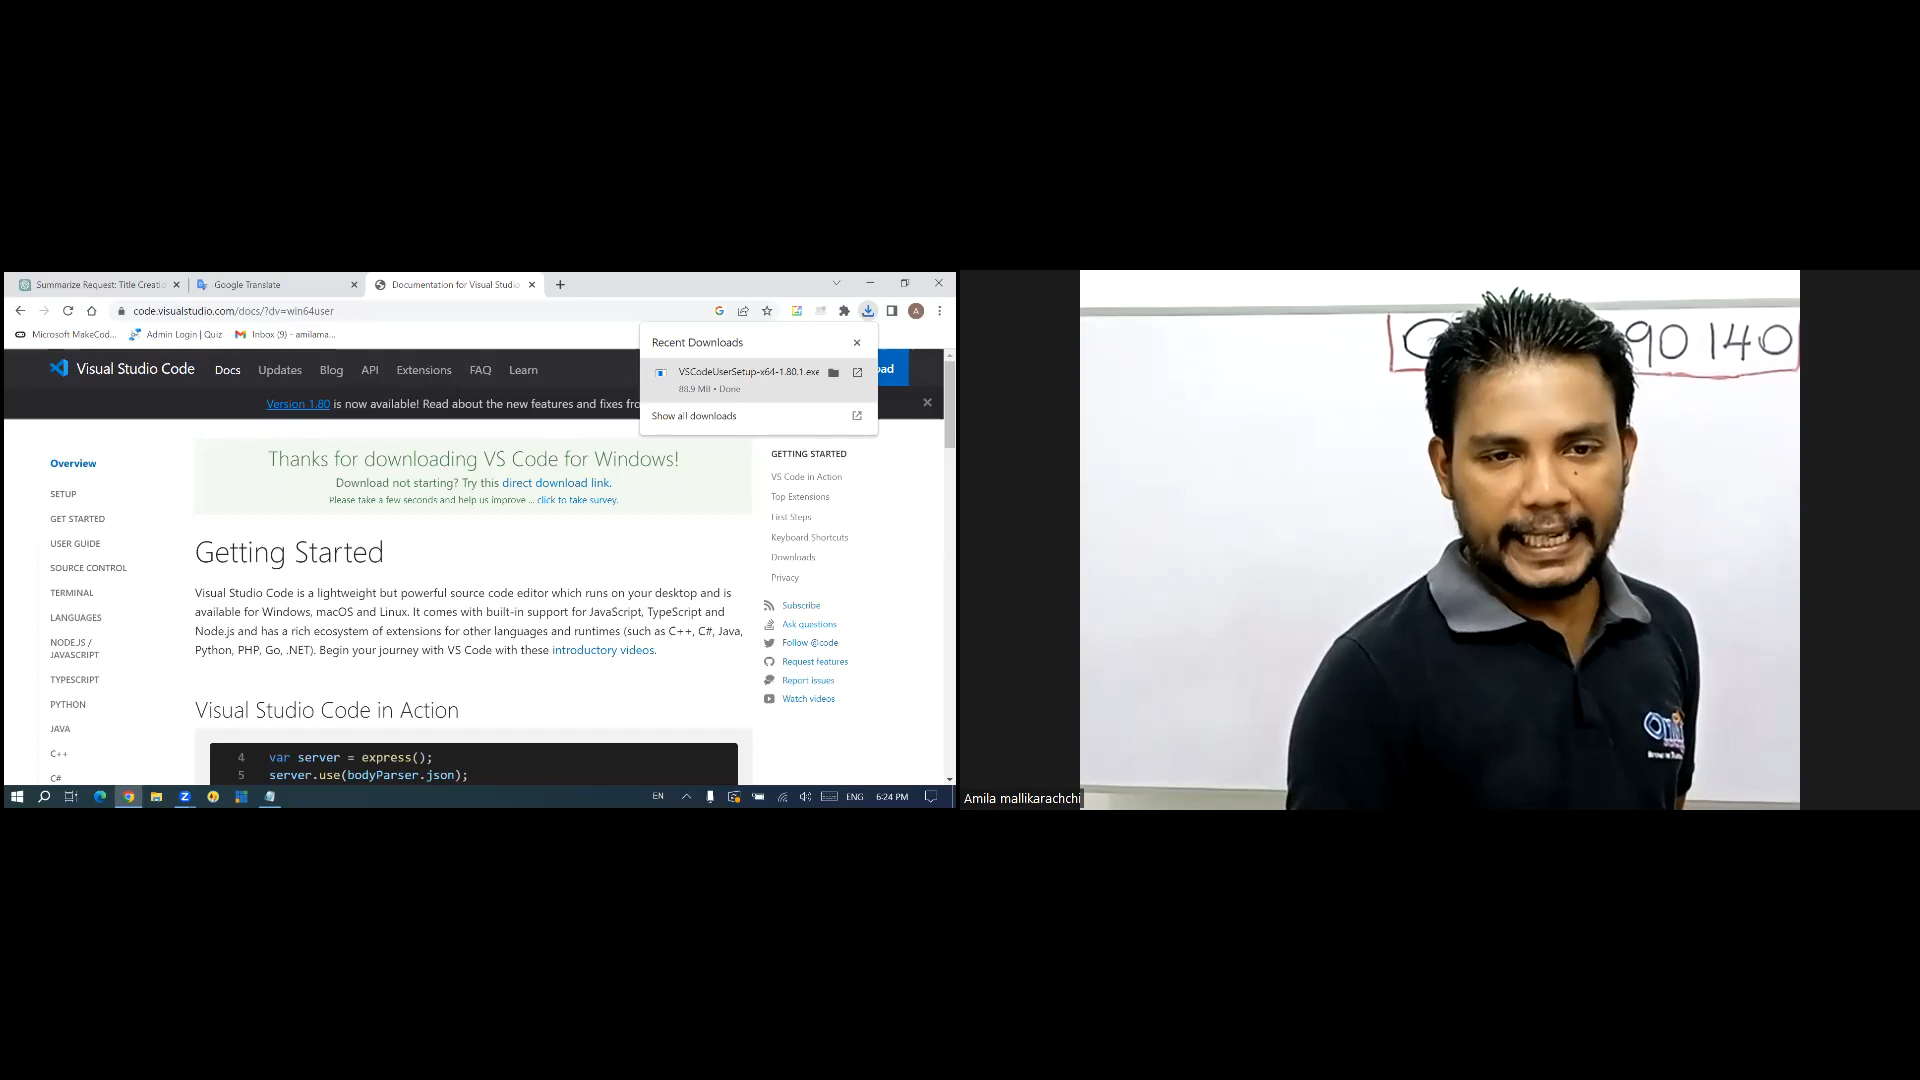 Summarize Request: Title Creatio
Google Translate
Documentation for Visual Studio
code.visualstudio.com/docs/?dv=win64user
A
Microsoft MakeCod...
Admin Login | Quiz
Inbox (9) - amilama...
Recent Downloads
VSCodeUserSetup-x64-1.80.1.exe
88.9 MB • Done
Show all downloads
Visual Studio Code
Docs
Updates
Blog
API
Extensions
FAQ
Learn
Version 1.80 is now available! Read about the new features and fixes fro
Overview
SETUP
GET STARTED
USER GUIDE
SOURCE CONTROL
TERMINAL
LANGUAGES
NODE.JS /
JAVASCRIPT
TYPESCRIPT
PYTHON
JAVA
C++
C#
Thanks for downloading VS Code for Windows!
Download not starting? Try this direct download link.
Please take a few seconds and help us improve ... click to take survey.
Getting Started
Visual Studio Code is a lightweight but powerful source code editor which runs on your desktop and is
available for Windows, macOS and Linux. It comes with built-in support for JavaScript, TypeScript and
Node.js and has a rich ecosystem of extensions for other languages and runtimes (such as C++, C#, Java,
Python, PHP, Go, .NET). Begin your journey with VS Code with these introductory videos.
Visual Studio Code in Action
4 var server = express();
5 server.use(bodyParser.json);
GETTING STARTED
VS Code in Action
Top Extensions
First Steps
Keyboard Shortcuts
Downloads
Privacy
Subscribe
Ask questions
Follow @code
Request features
Report issues
Watch videos
EN
ENG
6:24 PM
90 140
Amila mallikarachchi